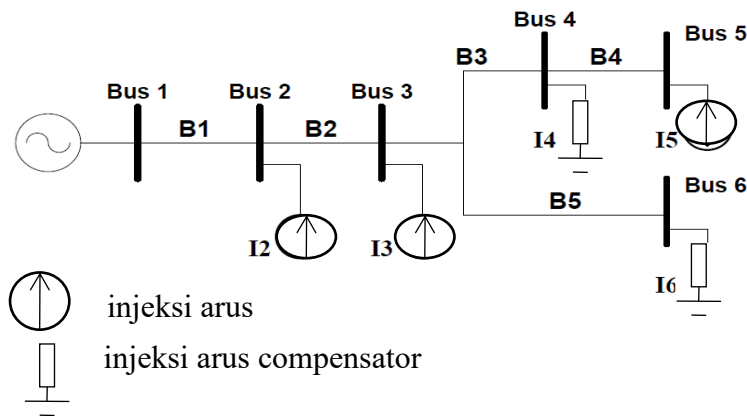 Bus 4
Bus 5
B3
B4
Bus 1
Bus 2
Bus 3
B1
B2
I4
I5
Bus 6
B5
I2
I3
I6
injeksi arus
injeksi arus compensator